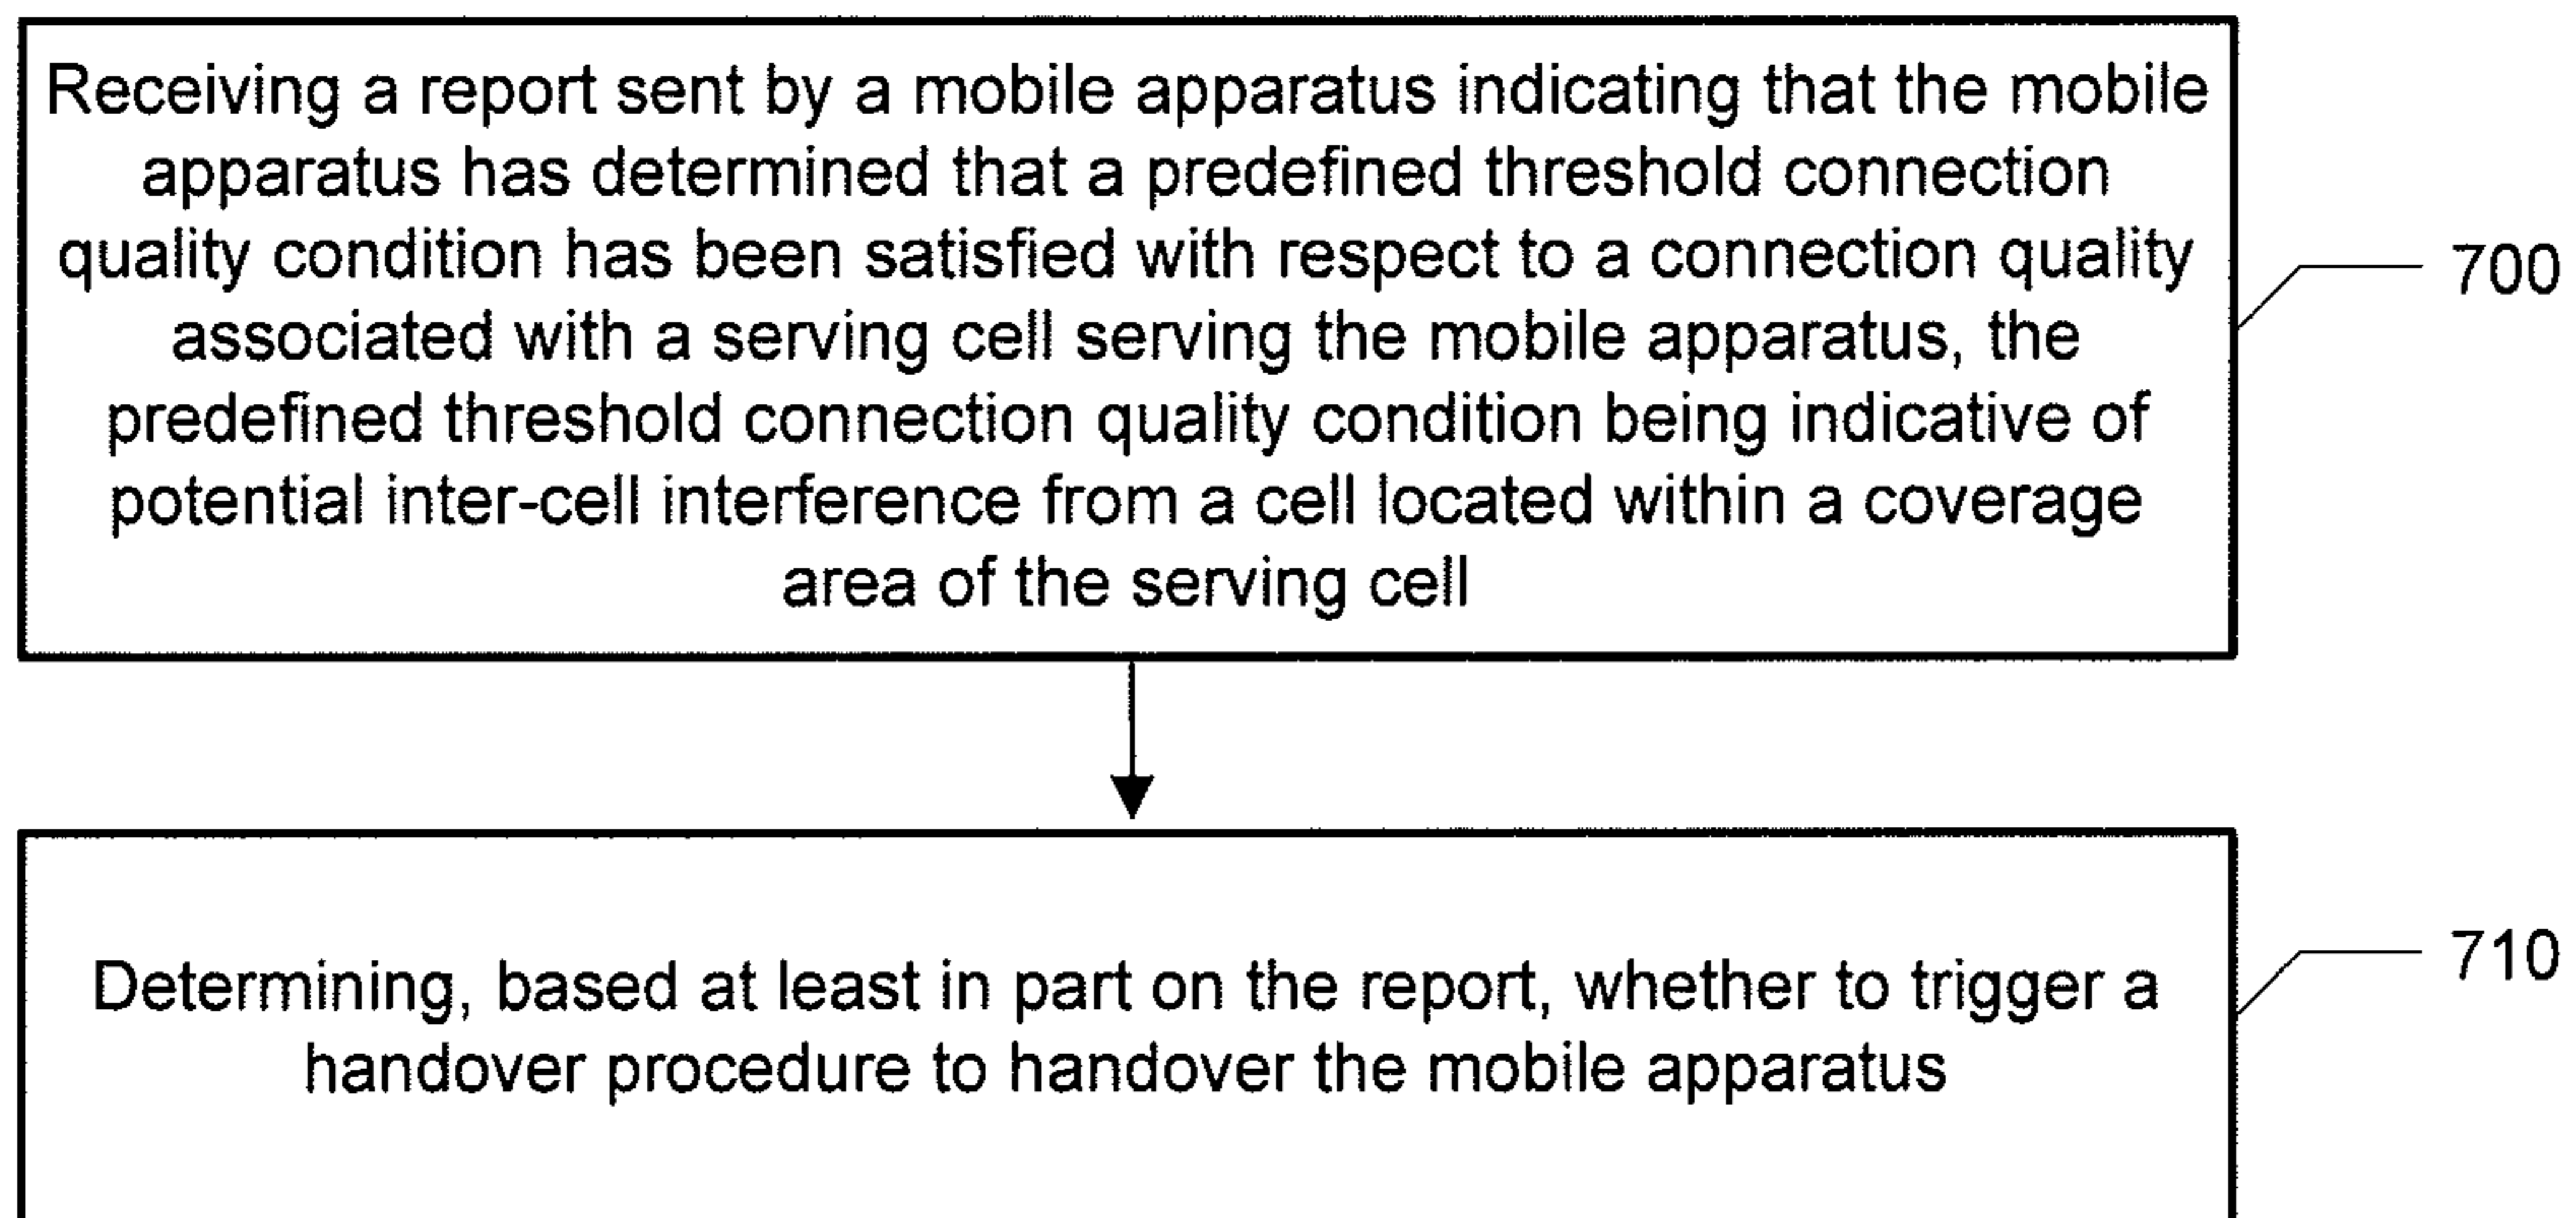 Receiving a report sent by a mobile apparatus indicating that the mobile
apparatus has determined that a predefined threshold connection
quality condition has been satisfied with respect to a connection quality
associated with a serving cell serving the mobile apparatus, the
predefined threshold connection quality condition being indicative of
potential inter-cell interference from a cell located within a coverage
area of the serving cell
700
Determining, based at least in part on the report, whether to trigger a
handover procedure to handover the mobile apparatus
710